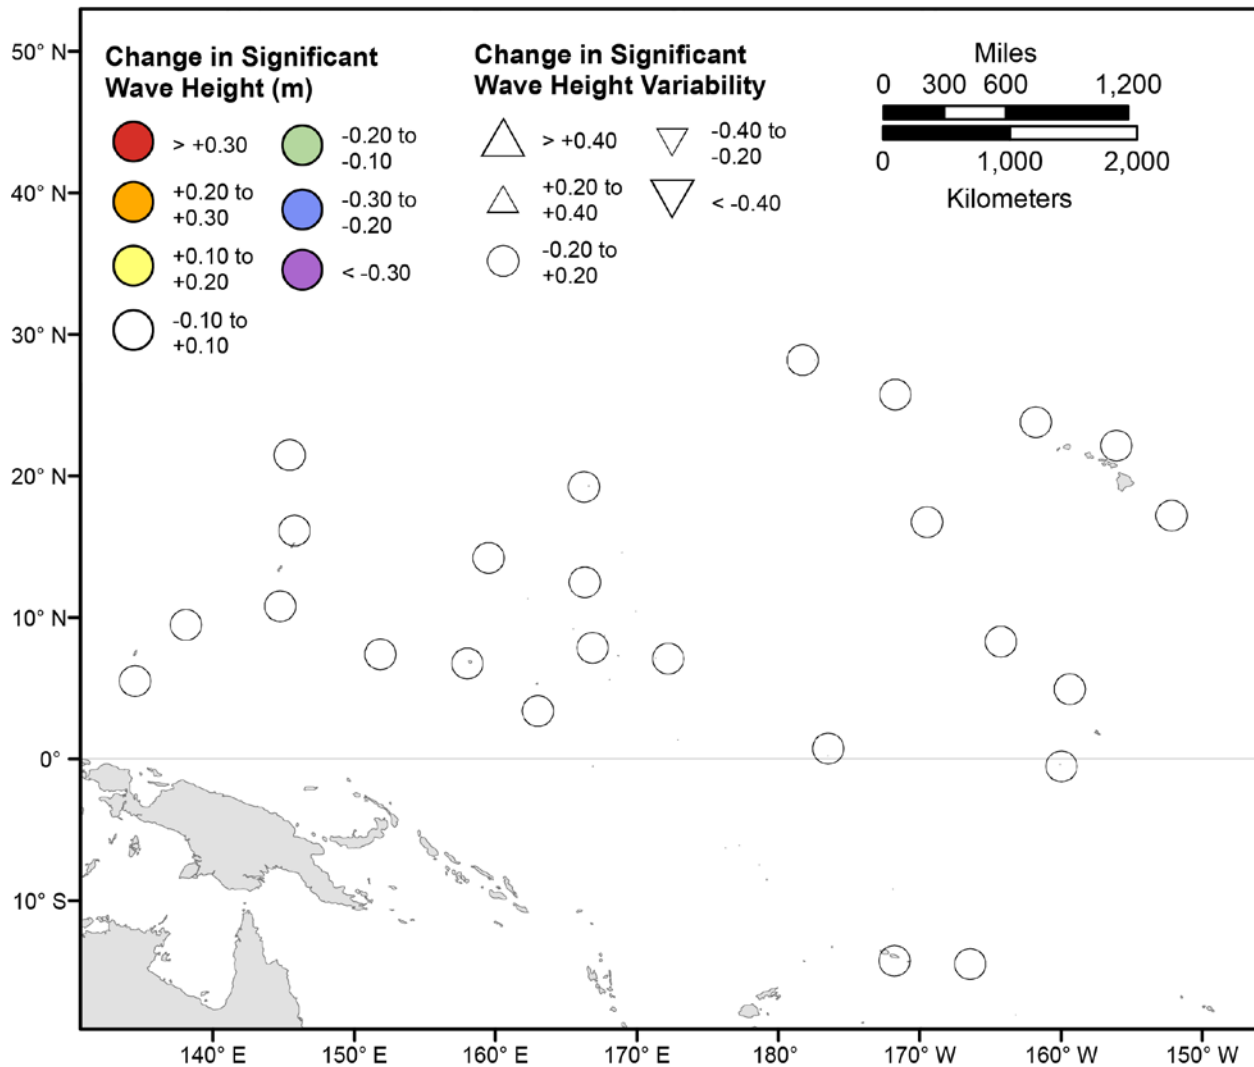 Change in Significant
Wave Height (m)
> +0.30
+0.20 to
+0.30
+0.10 to
+0.20
-0.10 to
+0.10
-0.20 to
-0.10
-0.30 to
-0.20
< -0.30
Change in Significant
Wave Height Variability
> +0.40
+0.20 to
+0.40
-0.20 to
+0.20
-0.40 to
-0.20
< -0.40
Miles
0 300 600 1,200
0 1,000 2,000
Kilometers
50° N
40° N
30° N
20° N
10° N
0°
10° S
140° E 150° E 160° E 170° E 180° 170° W 160° W 150° W